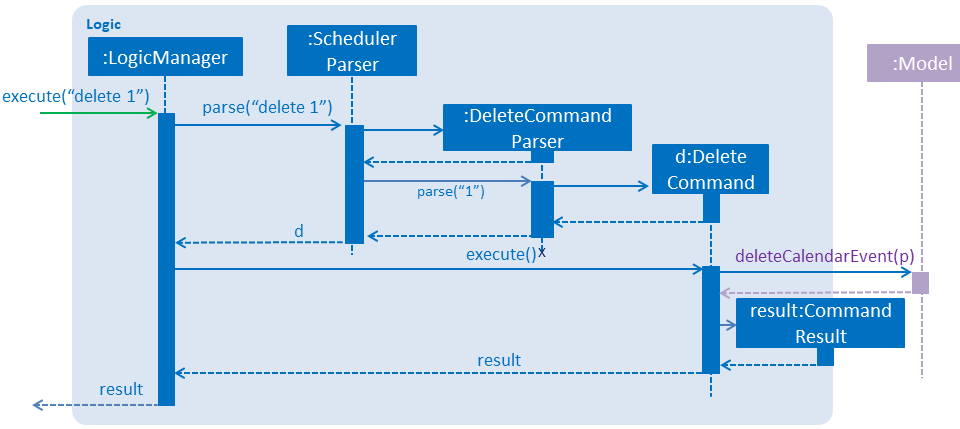 Logic
:LogicManager
:Scheduler
Parser
:Model
execute(“delete 1”)
parse(“delete 1”)
:DeleteCommand
Parser
d:Delete
Command
parse(“1”)
d
execute()
X
deleteCalendarEvent(p)
result:Command
Result
result
result